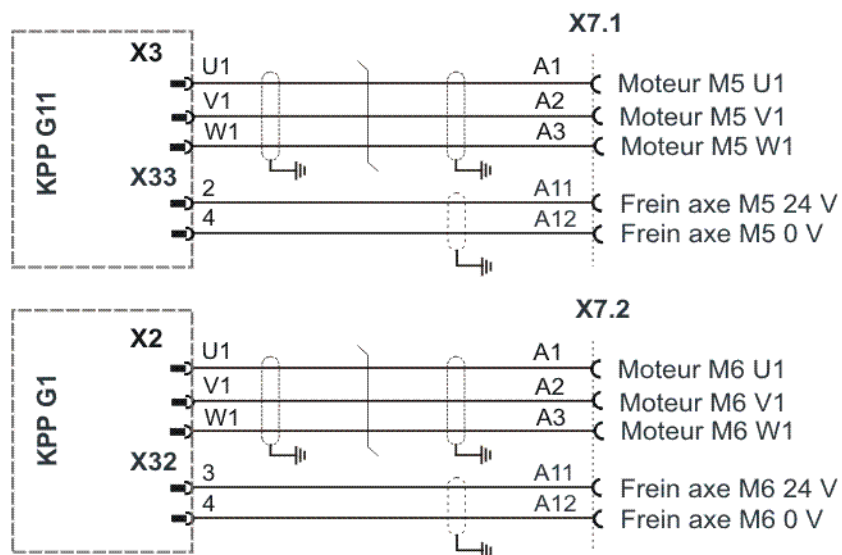 X7.1
X3
U1 A1 Moteur M5 U1
V1 A2 Moteur M5 V1
W1 A3 Moteur M5 W1
KPP G11
X33
2 A11 Frein axe M5 24 V
4 A12 Frein axe M5 0 V
X7.2
X2
U1 A1 Moteur M6 U1
V1 A2 Moteur M6 V1
W1 A3 Moteur M6 W1
KPP G1
X32
3 A11 Frein axe M6 24 V
4 A12 Frein axe M6 0 V